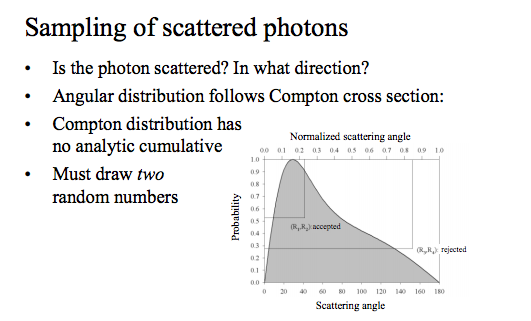 Sampling of scattered photons
• Is the photon scattered? In what direction?
• Angular distribution follows Compton cross section:
• Compton distribution has
no analytic cumulative
• Must draw two
random numbers
Normalized scattering angle
0.0 0.1 0.2 0.3 0.4 0.5 0.6 0.7 0.8 0.9 1.0
1.0
0.9
0.8
0.7
0.6
0.5
0.4
0.3
0.2
0.1
0.0
Probability
accepted
rejected
0 20 40 60 80 100 120 140 160 180
Scattering angle